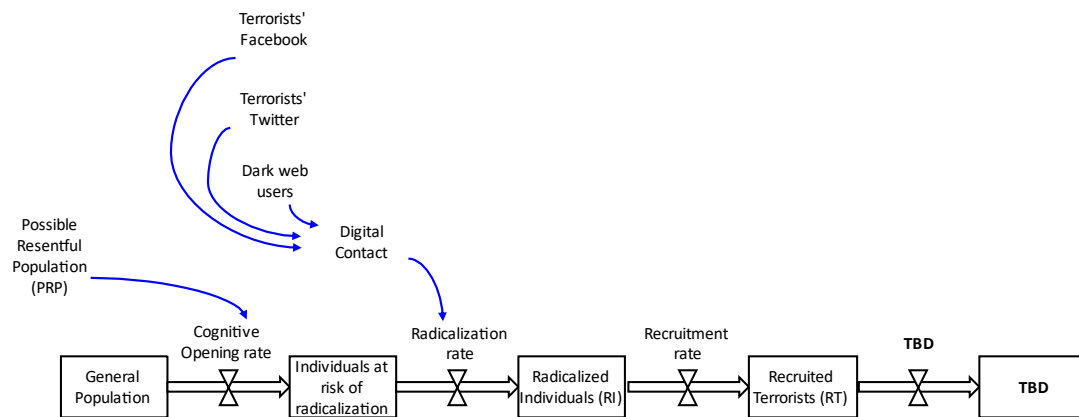 Terrorists'
Facebook
Terrorists'
Twitter
Dark web
users
Digital
Contact
Possible
Resentful
Population
(PRP)
Cognitive
Opening rate
Radicalization
rate
Recruitment
rate
TBD
General
Population
Individuals at
risk of
radicalization
Radicalized
Individuals (RI)
Recruited
Terrorists (RT)
TBD